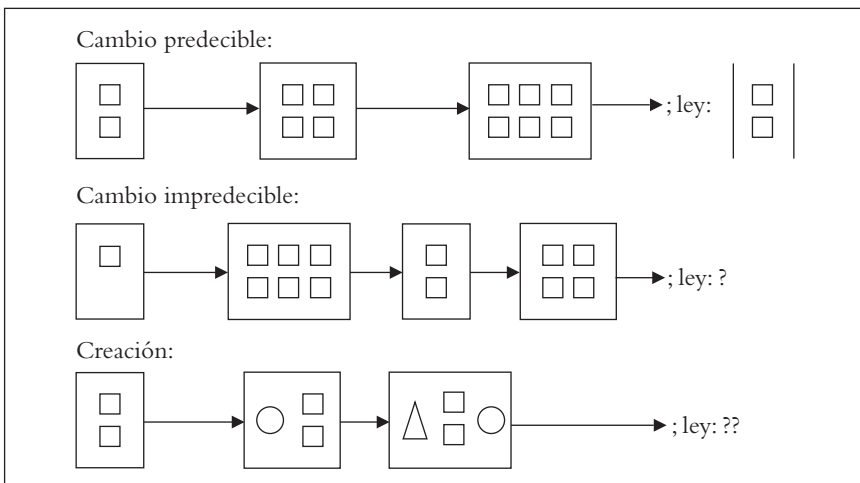 Cambio predecible:
; ley:
Cambio impredecible:
; ley: ?
Creación:
; ley: ??